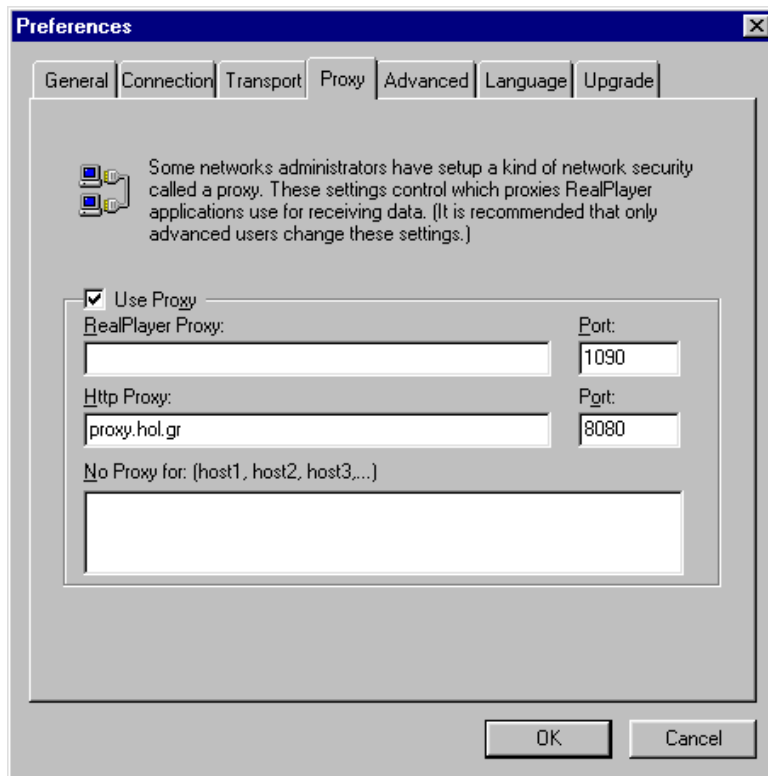 Preferences
General Connection Transport Proxy Advanced Language Upgrade
Some networks administrators have setup a kind of network security
called a proxy. These settings control which proxies RealPlayer
applications use for receiving data. (It is recommended that only
advanced users change these settings.)
Use Proxy
RealPlayer Proxy: Port:
1090
Http Proxy: Port:
proxy.hol.gr 8080
No Proxy for: (host1, host2, host3,...)
OK Cancel